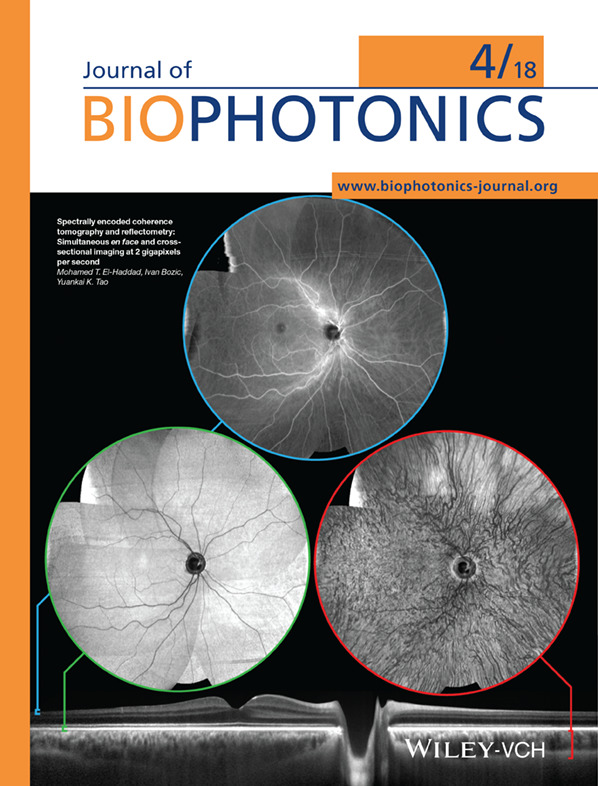 Journal of
4/18
BIOPHOTONICS
www.biophotonics-journal.org
Spectrally encoded coherence
tomography and reflectometry:
Simultaneous en face and cross-
sectional imaging at 2 gigapixels
per second
Mohamed T. El-Haddad, Ivan Bozic,
Yuankai K. Tao
WILEY-VCH